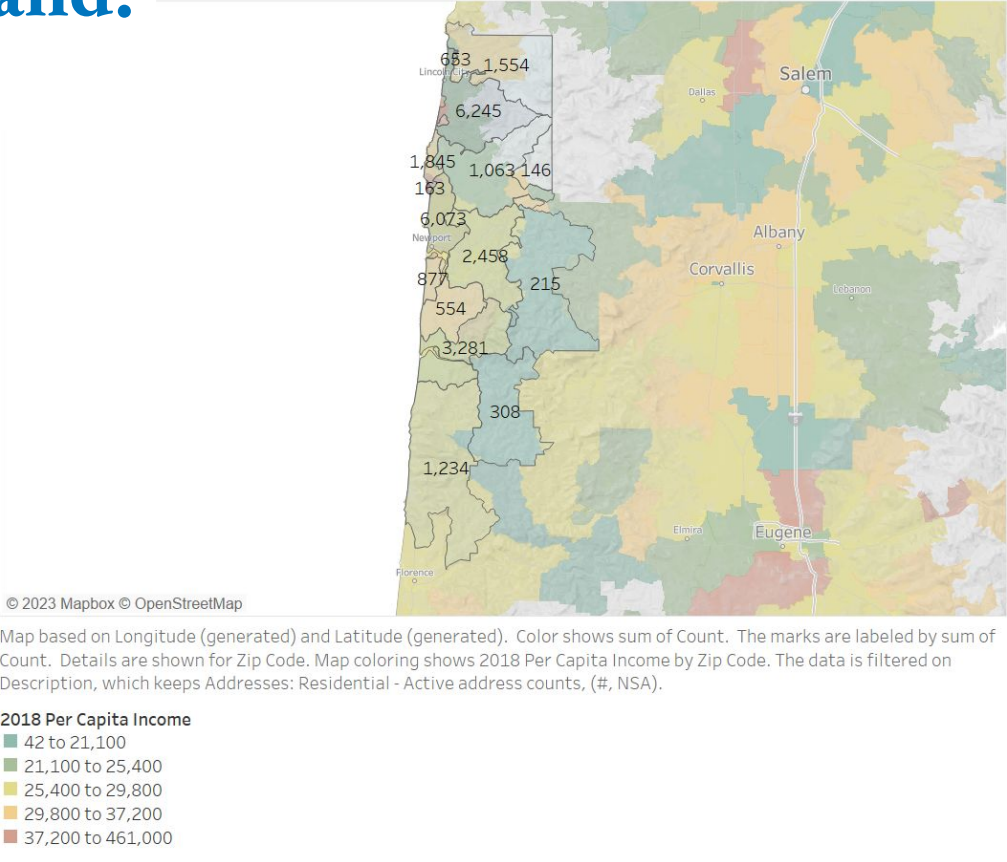 and.
653
1,554
Lincoln City
Salem
Dallas
6,245
1,845
1,063
146
163
6,073
Newport
Albany
2,458
Corvallis
877
215
Lebanon
554
3,281
308
1,234
Elmira
Eugene
Florence
© 2023 Mapbox © OpenStreetMap
Map based on Longitude (generated) and Latitude (generated).  Color shows sum of Count.  The marks are labeled by sum of
Count.  Details are shown for Zip Code. Map coloring shows 2018 Per Capita Income by Zip Code. The data is filtered on
Description, which keeps Addresses: Residential - Active address counts, (#, NSA).
2018 Per Capita Income
42 to 21,100
21,100 to 25,400
25,400 to 29,800
29,800 to 37,200
37,200 to 461,000